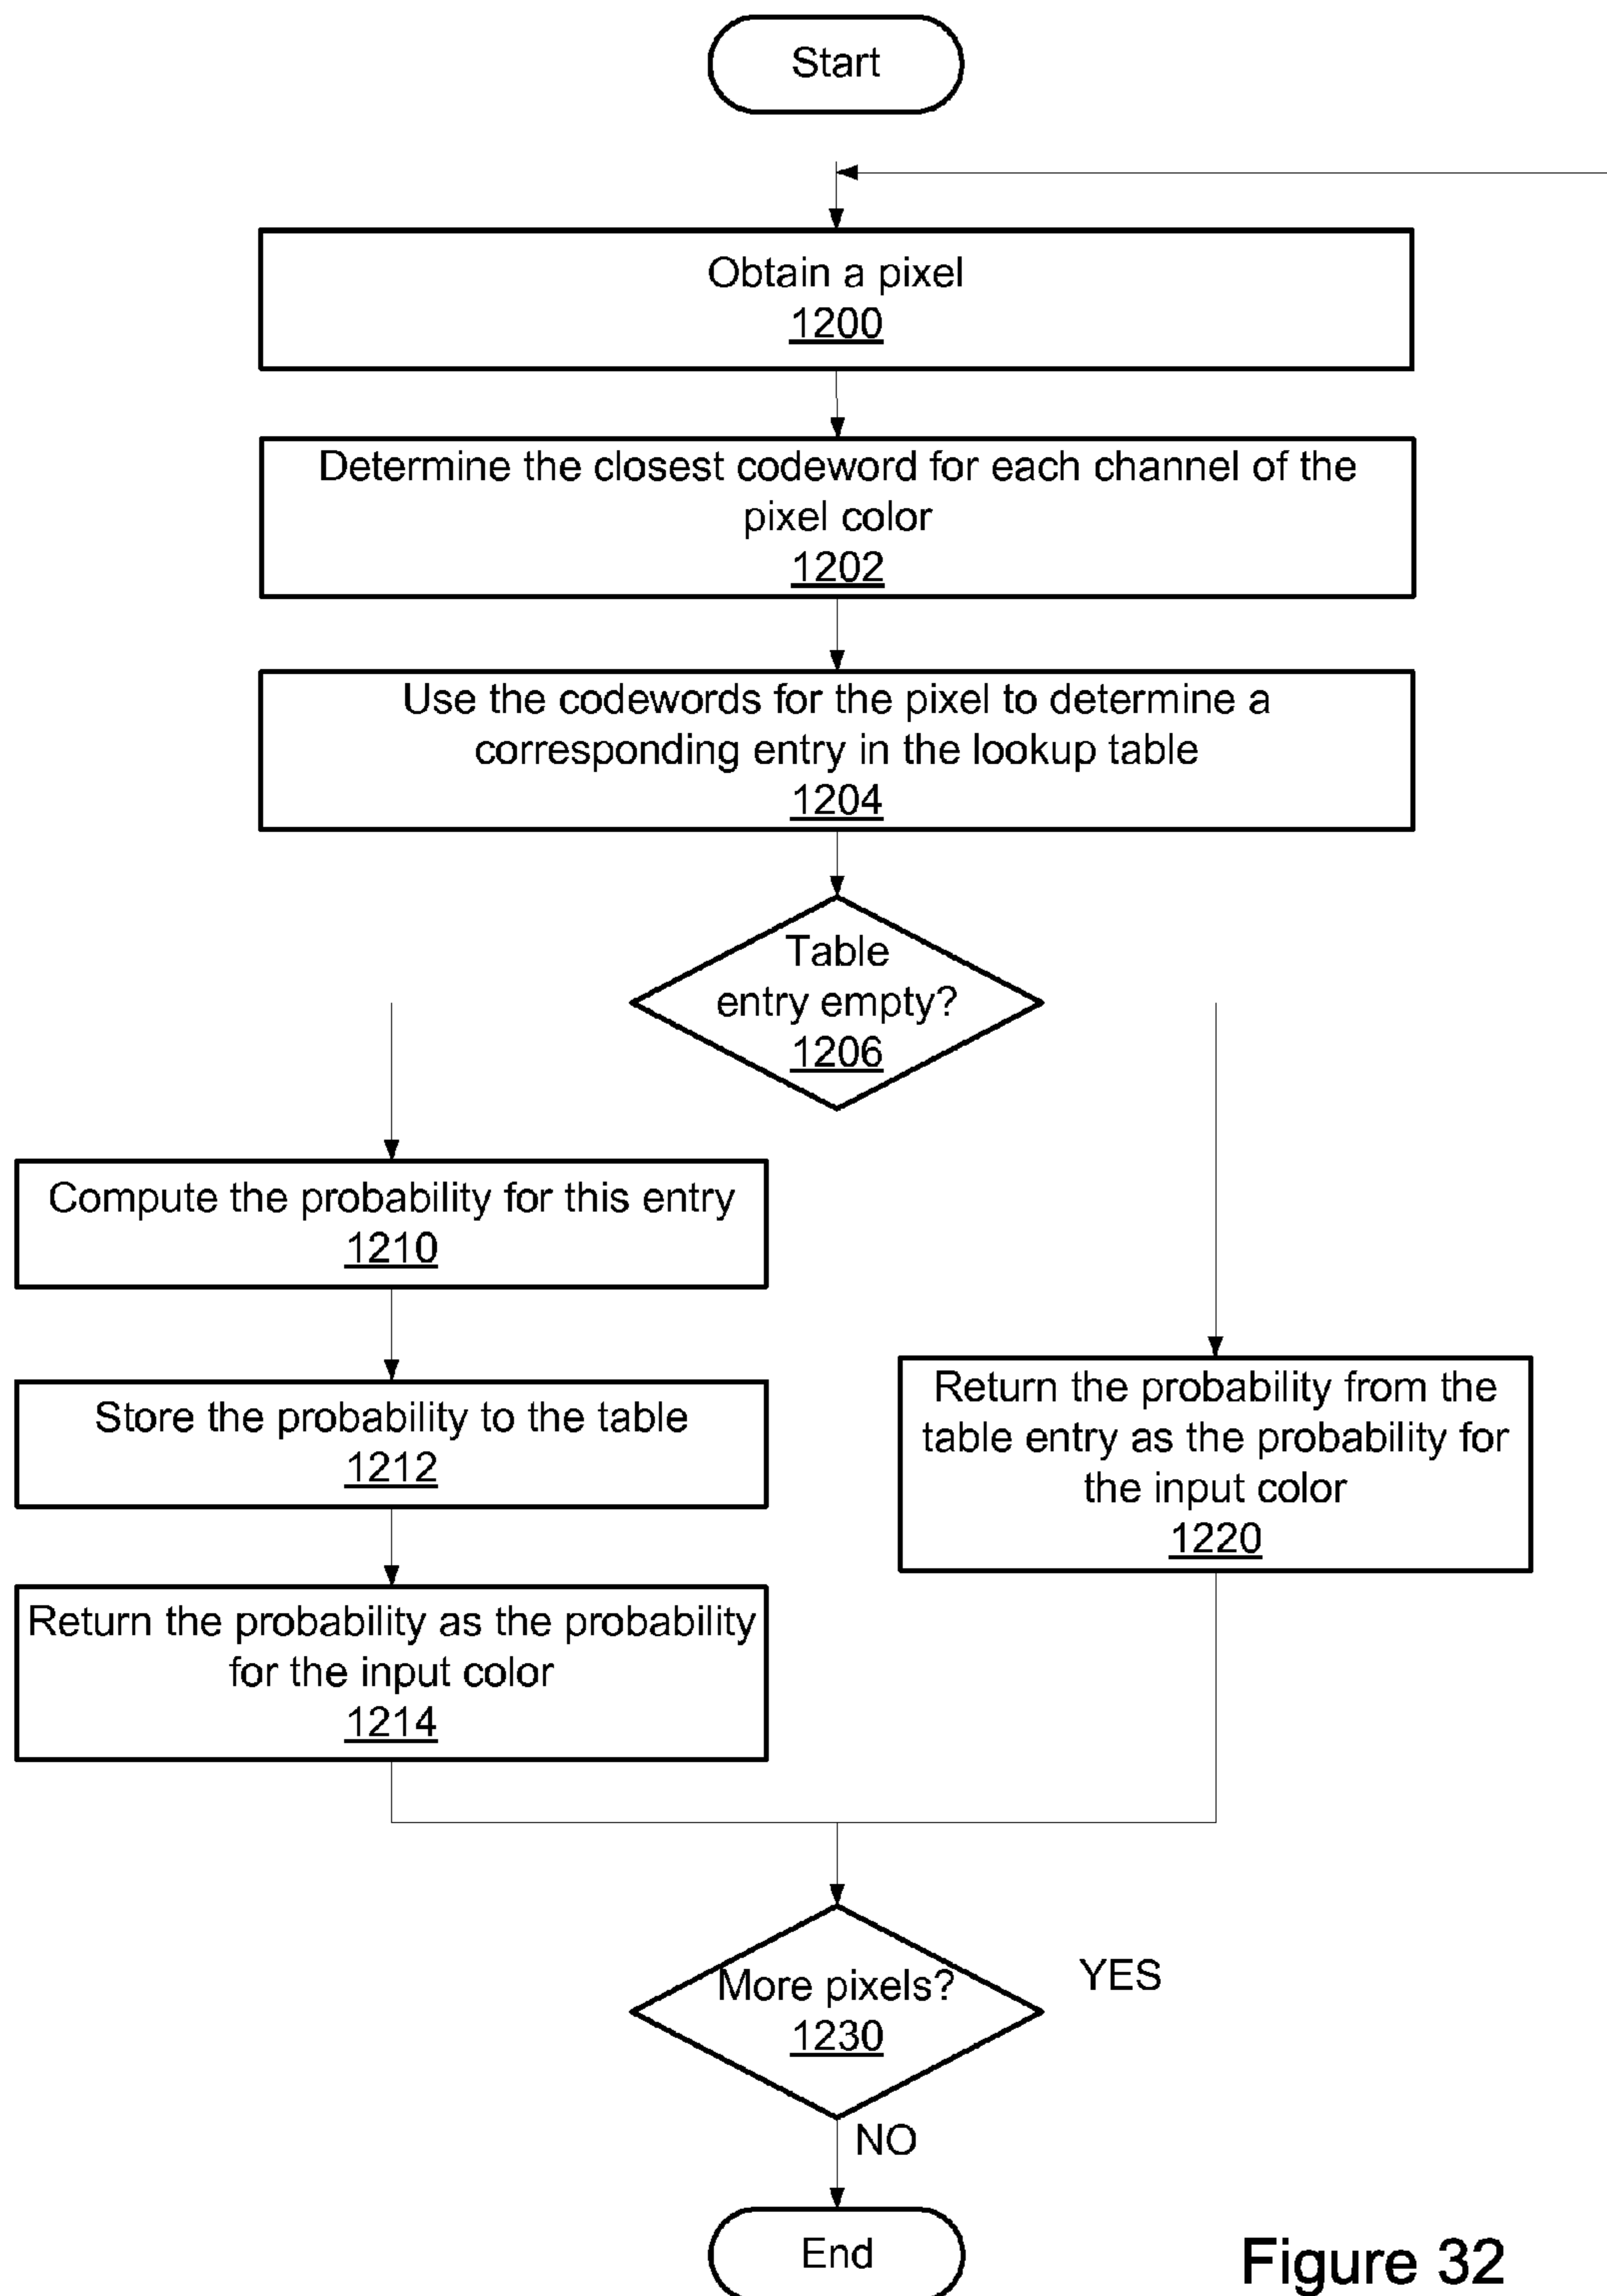 Start
Obtain a pixel
1200
Determine the closest codeword for each channel of the
pixel color
1202
Use the codewords for the pixel to determine a
corresponding entry in the lookup table
1204
Table
entry empty?
1206
Compute the probability for this entry
1210
Store the probability to the table
1212
Return the probability as the probability
for the input color
1214
Return the probability from the
table entry as the probability for
the input color
1220
More pixels?
1230
YES
NO
End
Figure 32